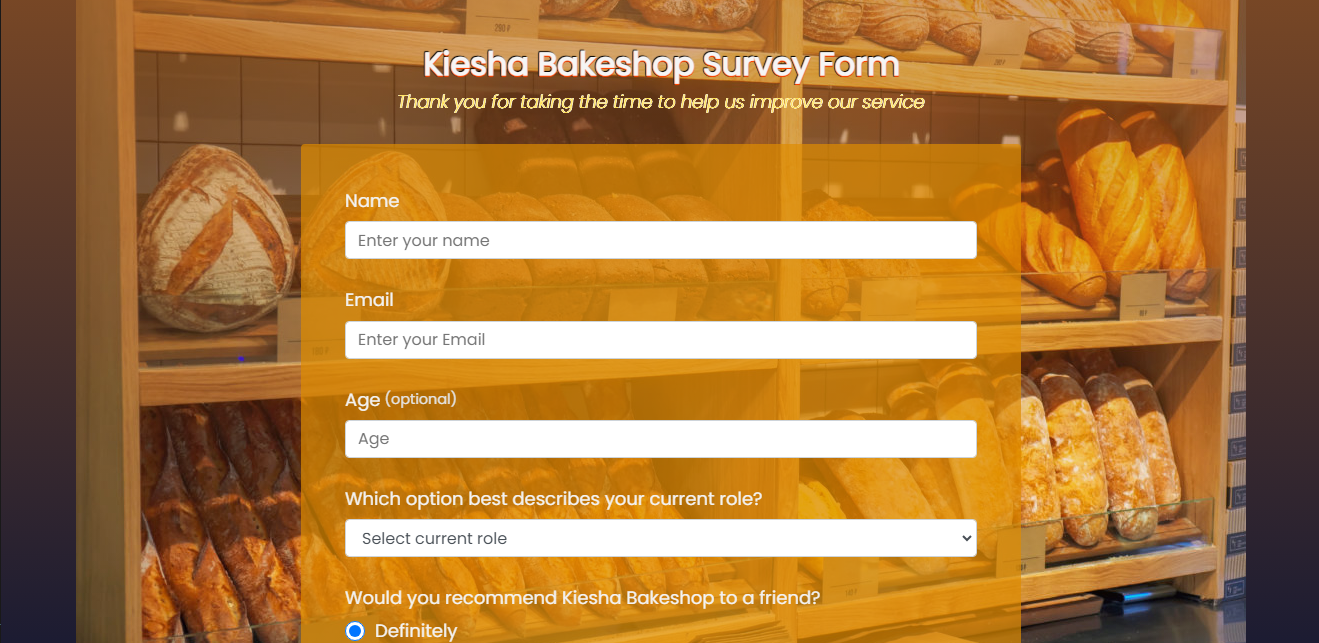 Kiesha Bakeshop Survey Form
Thank you for taking the time to help us improve our service
Name
Enter your name
Email
Enter your Email
Age (optional)
Age
Which option best describes your current role?
Select current role
Would you recommend Kiesha Bakeshop to a friend?
Definitely